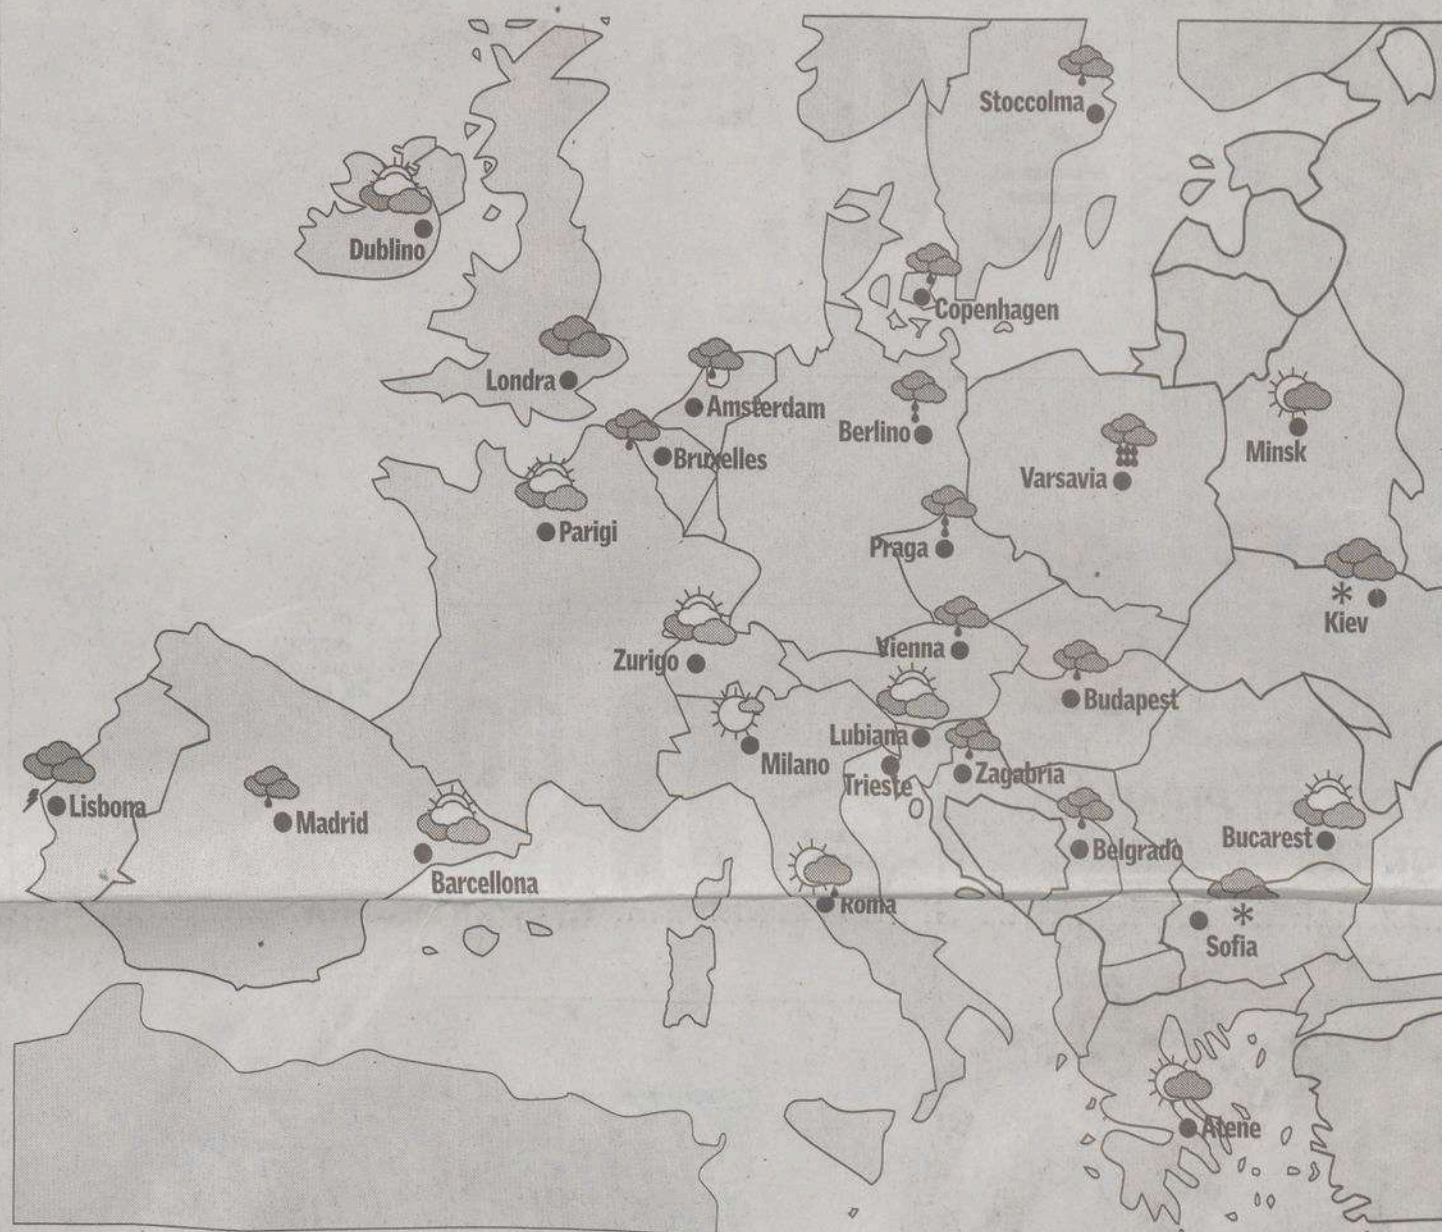 Stoccolma
Dublino
Copenhagen
Londra
Amsterdam
Berlino
Bruxelles
Minsk
Varsavia
Parigi
Praga
Kiev
Vienna
Zurigo
Budapest
Lubiana
Milano
Trieste
Zagabria
Lisbona
Madrid
Bucarest
Belgrado
Barcellona
Roma
Sofia
Atene